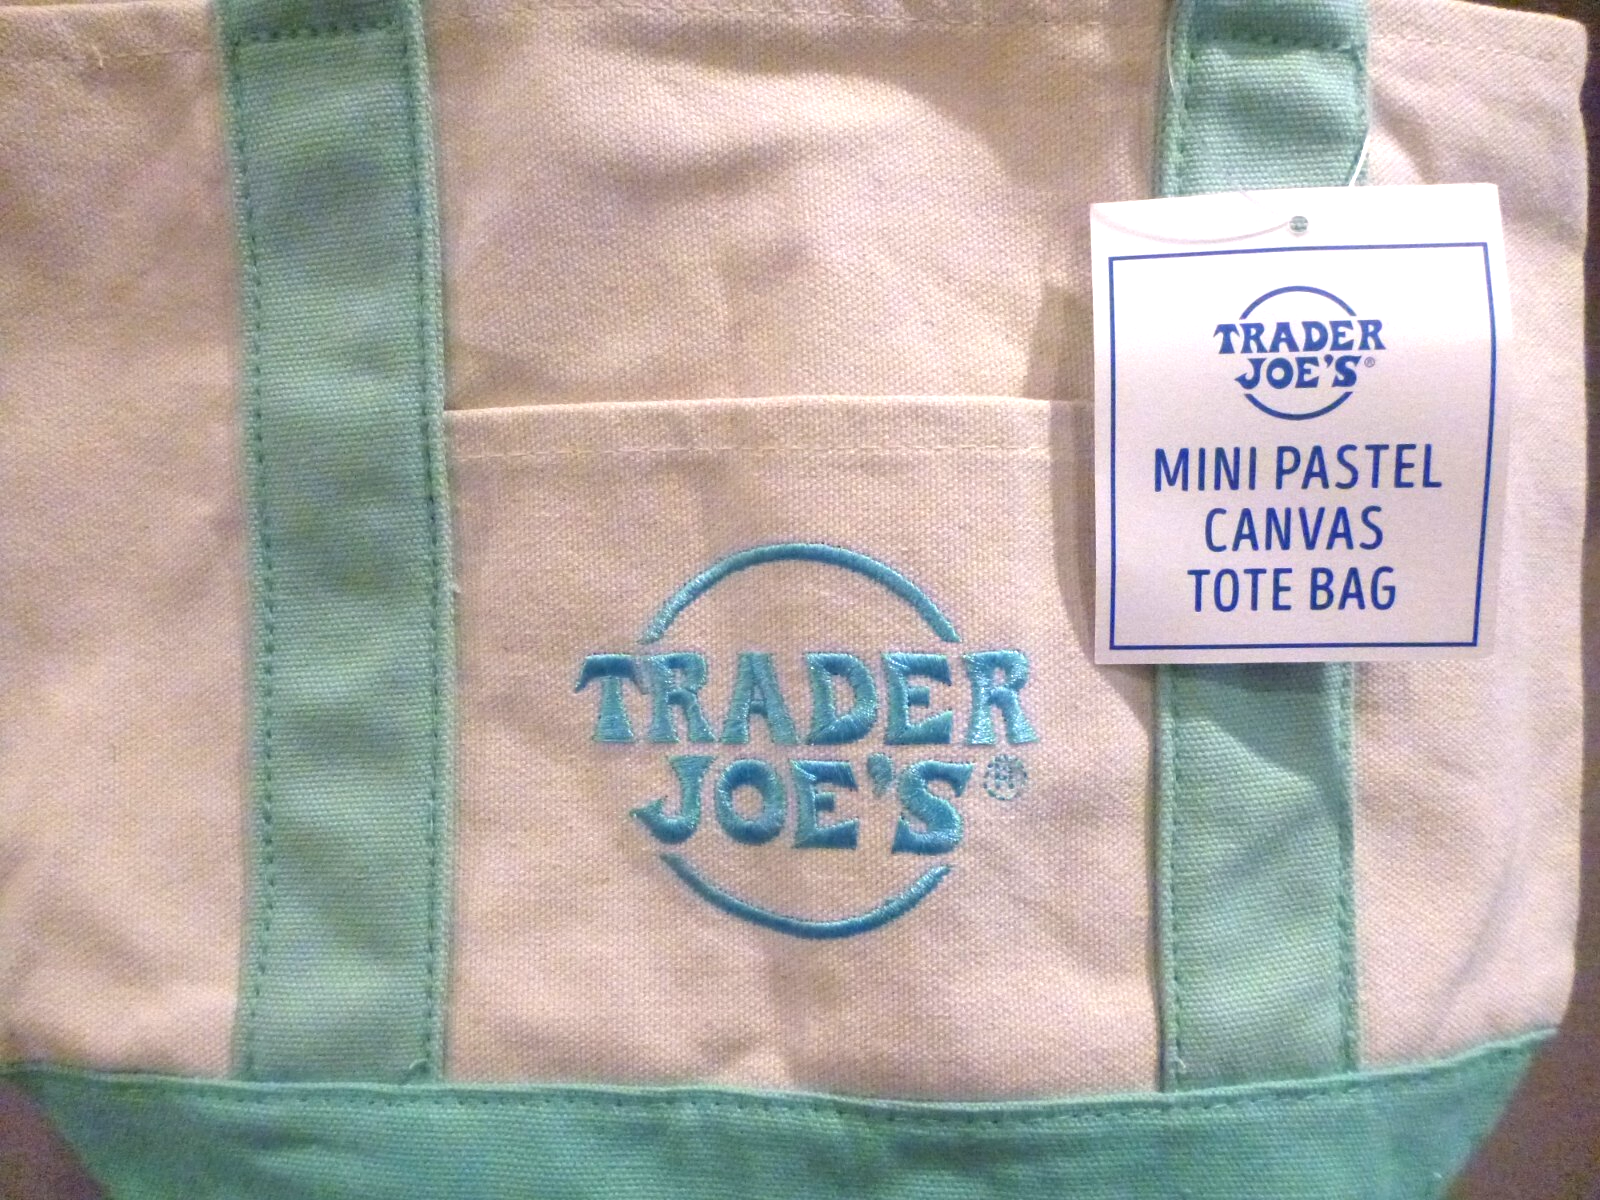 TRADER
JOE'S®
MINI PASTEL
CANVAS
TOTE BAG
TRADER
JOE'S®